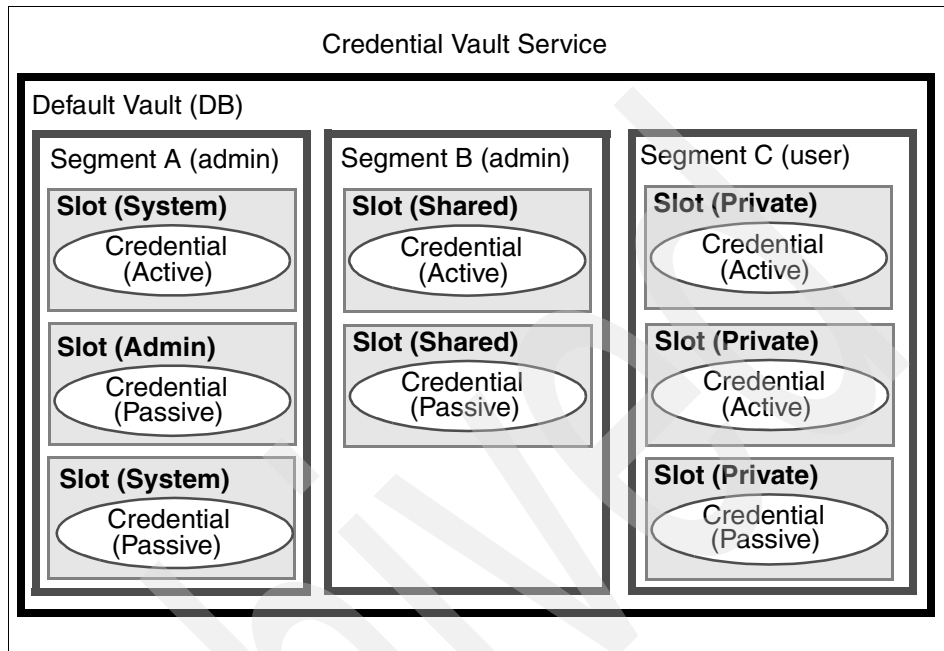 Credential Vault Service
Default Vault (DB)
Segment A (admin)
Slot (System)
Credential
(Active)
Slot (Admin)
Credential
(Passive)
Slot (System)
Credential
(Passive)
Segment B (admin)
Slot (Shared)
Credential
(Active)
Slot (Shared)
Credential
(Passive)
Segment C (user)
Slot (Private)
Credential
(Active)
Slot (Private)
Credential
(Active)
Slot (Private)
Credential
(Passive)